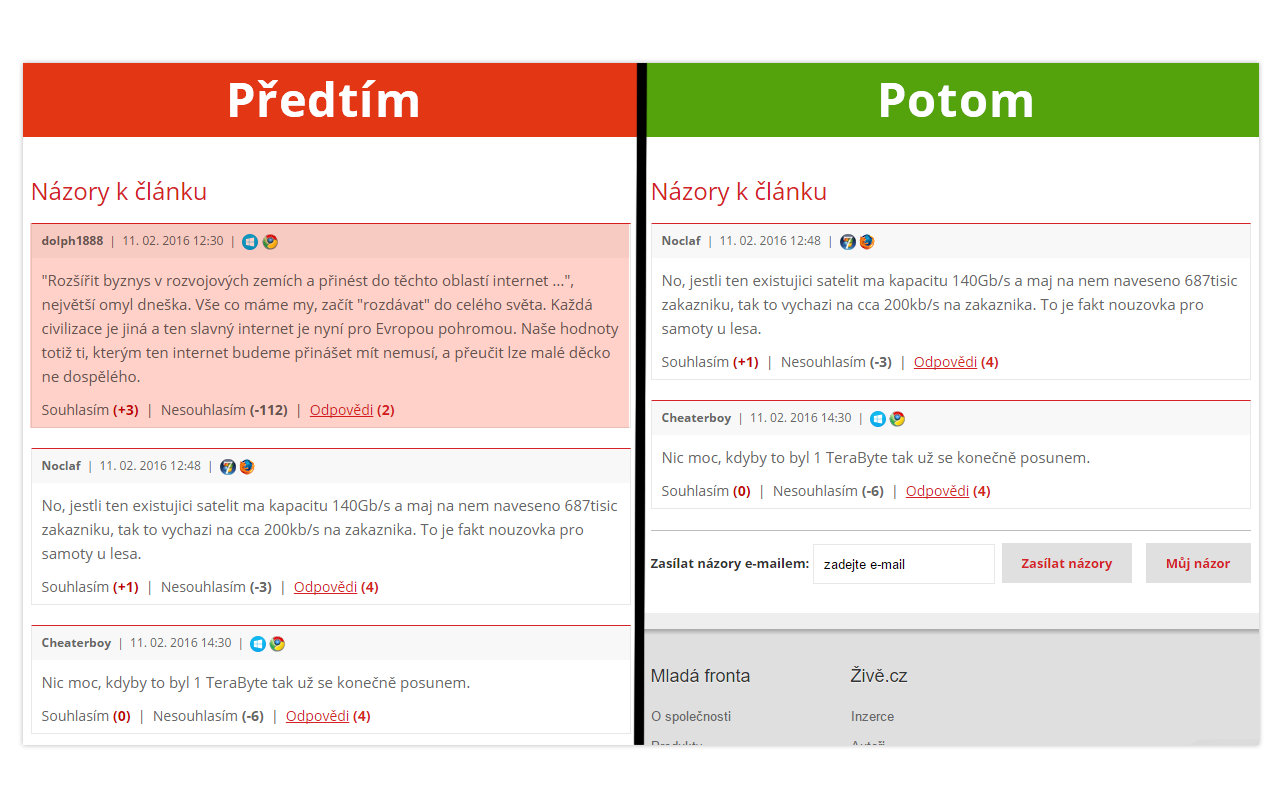 Předtím
Názory k článku
dolph1888 | 11. 02. 2016 12:30 |
"Rozšířit byznys v rozvojových zemích a přinést do těchto oblastí internet ...",
největší omyl dneška. Vše co máme my, začít "rozdávat" do celého světa. Každá
civilizace je jiná a ten slavný internet je nyní pro Evropou pohromou. Naše hodnoty
totiž ti, kterým ten internet budeme přinášet mít nemusí, a přeučit lze malé děcko
ne dospělého.
Souhlasím (+3) | Nesouhlasím (-112) | Odpovědi (2)
Noclaf | 11. 02. 2016 12:48 |
No, jestli ten existujici satelit ma kapacitu 140Gb/s a maj na nem naveseno 687tisic
zakazniku, tak to vychazi na cca 200kb/s na zakaznika. To je fakt nouzovka pro
samoty u lesa.
Souhlasím (+1) | Nesouhlasím (-3) | Odpovědi (4)
Cheaterboy | 11. 02. 2016 14:30 |
Nic moc, kdyby to byl 1 TeraByte tak už se konečně posunem.
Souhlasím (0) | Nesouhlasím (-6) | Odpovědi (4)
Potom
Názory k článku
Noclaf | 11. 02. 2016 12:48 |
No, jestli ten existujici satelit ma kapacitu 140Gb/s a maj na nem naveseno 687tisic
zakazniku, tak to vychazi na cca 200kb/s na zakaznika. To je fakt nouzovka pro
samoty u lesa.
Souhlasím (+1) | Nesouhlasím (-3) | Odpovědi (4)
Cheaterboy | 11. 02. 2016 14:30 |
Nic moc, kdyby to byl 1 TeraByte tak už se konečně posunem.
Souhlasím (0) | Nesouhlasím (-6) | Odpovědi (4)
Zasílat názory e-mailem: zadejte e-mail Zasílat názory Můj názor
Mladá fronta Živě.cz
O společnosti Inzerce
Produkty Autoři